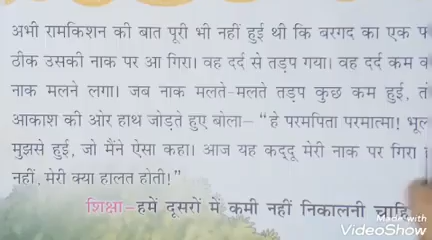 अभी रामकिशन की बात पूरी भी नहीं हुई थी कि बरगद का एक
ठीक उसकी नाक पर आ गिरा। वह दर्द से तड़प गया। वह दर्द कम
नाक मलने लगा। जब नाक मलते-मलते तड़प कुछ कम हुई,
आकाश की ओर हाथ जोड़ते हुए बोला— "हे परमपिता परमात्मा!
मुझसे हुई, जो मैंने ऐसा कहा। आज यह कद्दू मेरी नाक पर गिरा
नहीं, मेरी क्या हालत होती!"
शिक्षा–हमें दूसरों में कमी नहीं निकालनी
Made with
VideoShow